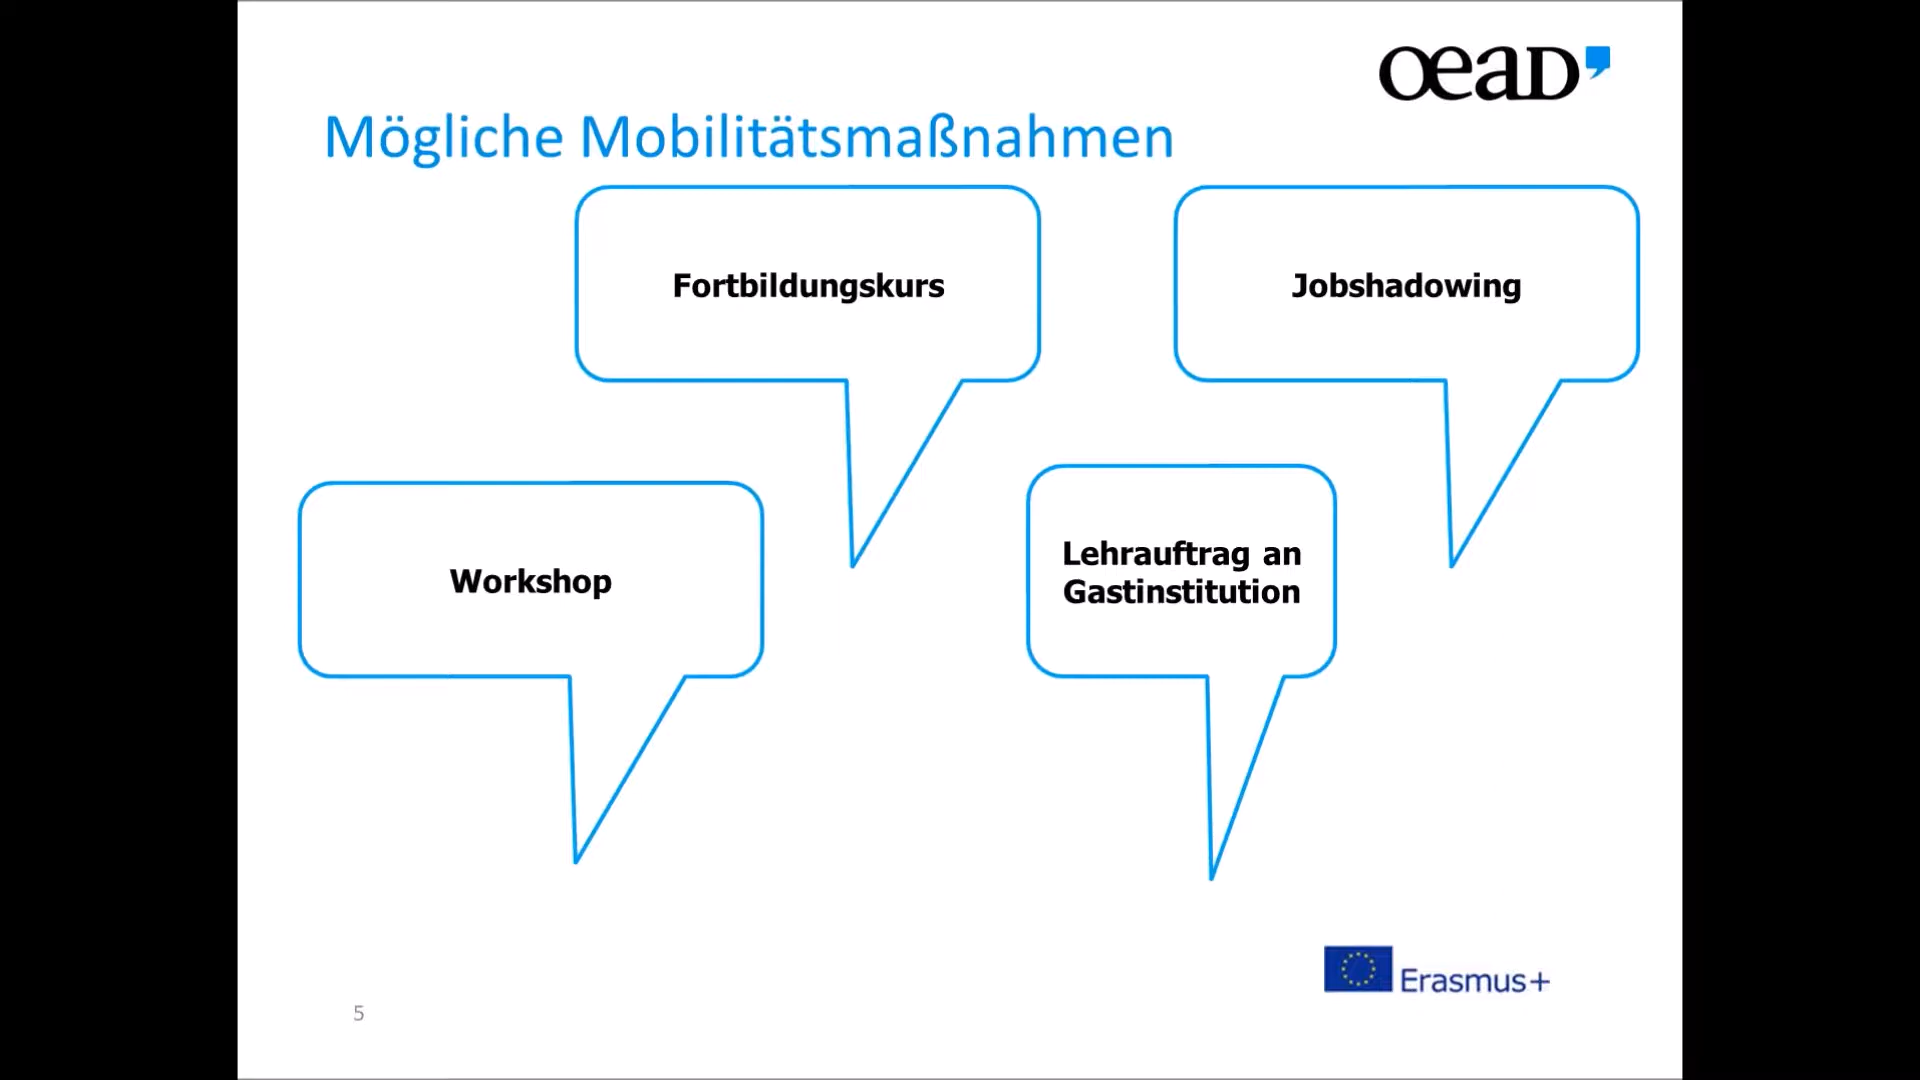 OeAD
Mögliche Mobilitätsmaßnahmen
Fortbildungskurs
Jobshadowing
Workshop
Lehrauftrag an
Gastinstitution
Erasmus+
5